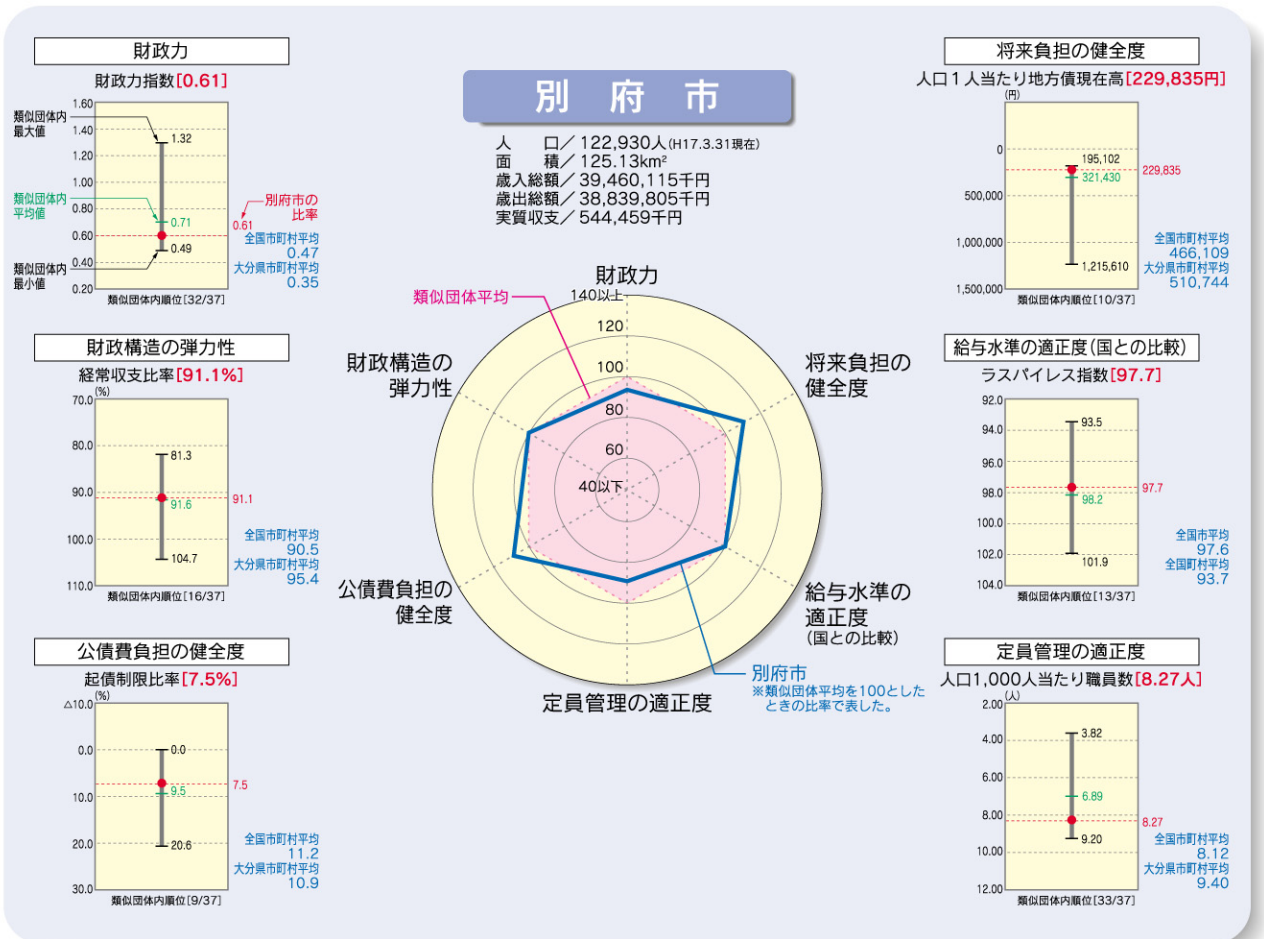 別府市
人口／122,930人(H17.3.31現在)
面積／125.13km²
歳入総額／39,460,115千円
歳出総額／38,839,805千円
実質収支／544,459千円
財政力
財政力指数[0.61]
1.60
1.40
1.20
1.00
0.80
0.60
0.40
0.20
類似団体内
最大値
類似団体内
平均値
類似団体内
最小値
1.32
0.71
0.49
別府市の
比率
0.61
全国市町村平均
0.47
大分県市町村平均
0.35
類似団体内順位[32/37]
財政構造の弾力性
経常収支比率[91.1%]
(%)
70.0
80.0
90.0
100.0
110.0
81.3
91.6
104.7
91.1
全国市町村平均
90.5
大分県市町村平均
95.4
類似団体内順位[16/37]
公債費負担の健全度
起債制限比率[7.5%]
(%)
△10.0
0.0
10.0
20.0
30.0
0.0
9.5
20.6
7.5
全国市町村平均
11.2
大分県市町村平均
10.9
類似団体内順位[9/37]
類似団体平均
財政力
140以上
120
100
80
60
40以下
将来負担の
健全度
給与水準の
適正度
(国との比較)
定員管理の適正度
公債費負担の
健全度
財政構造の
弾力性
別府市
※類似団体平均を100とした
ときの比率で表した。
将来負担の健全度
人口1人当たり地方債現在高[229,835円]
(円)
0
500,000
1,000,000
1,500,000
195,102
321,430
1,215,610
229,835
全国市町村平均
466,109
大分県市町村平均
510,744
類似団体内順位[10/37]
給与水準の適正度(国との比較)
ラスパイレス指数[97.7]
92.0
94.0
96.0
98.0
100.0
102.0
104.0
93.5
98.2
101.9
97.7
全国市平均
97.6
全国町村平均
93.7
類似団体内順位[13/37]
定員管理の適正度
人口1,000人当たり職員数[8.27人]
(人)
2.00
4.00
6.00
8.00
10.00
12.00
3.82
6.89
9.20
8.27
全国市町村平均
8.12
大分県市町村平均
9.40
類似団体内順位[33/37]